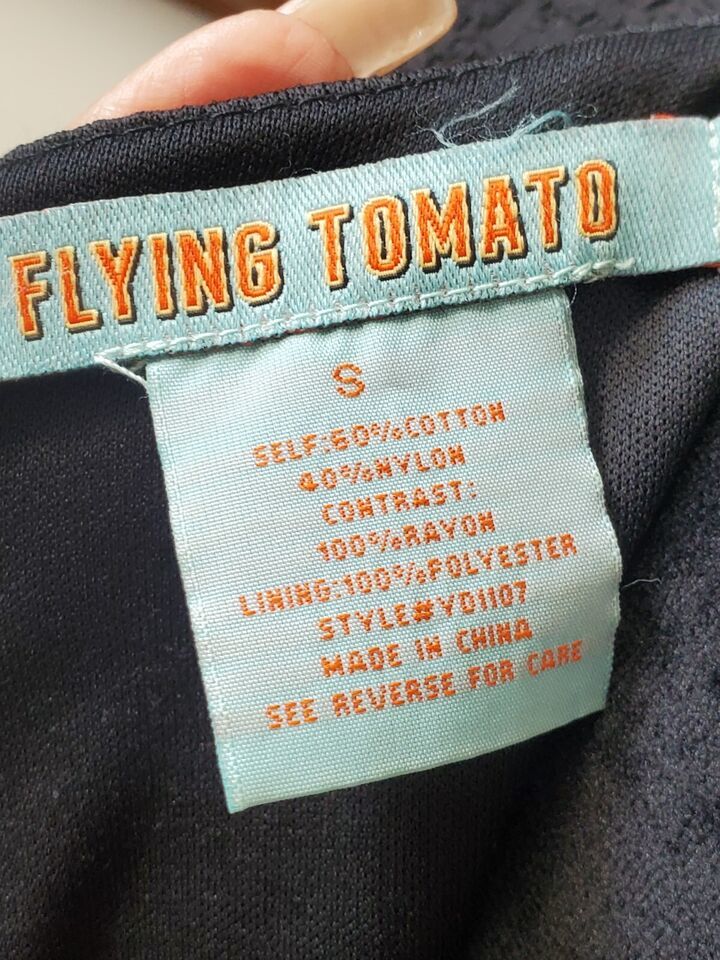 FLYING TOMATO
S
SELF:60%COTTON
40%NYLON
CONTRAST:
100%RAYON
LINING:100%POLYESTER
STYLE#YD1107
MADE IN CHINA
SEE REVERSE FOR CARE